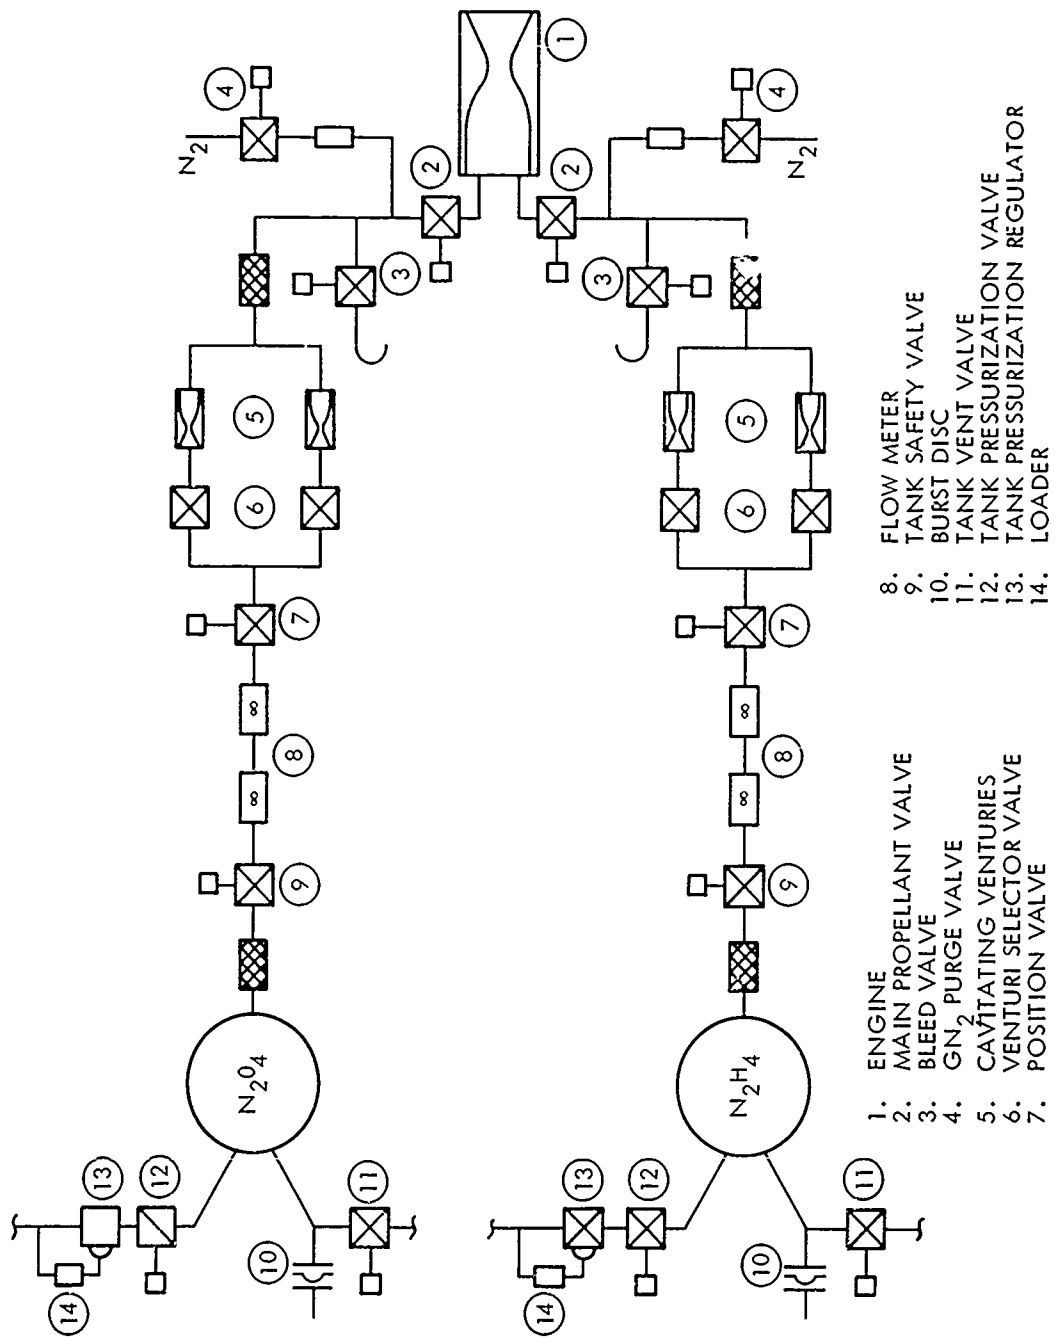 N₂
4
1
2
3
5
6
7
8
∞
∞
9
N₂O₄
13
12
14
11
10
N₂
4
2
3
5
6
7
8
∞
∞
9
N₂H₄
13
12
14
11
10
1. ENGINE
2. MAIN PROPELLANT VALVE
3. BLEED VALVE
4. GN₂ PURGE VALVE
5. CAVITATING VENTURIES
6. VENTURI SELECTOR VALVE
7. POSITION VALVE
8. FLOW METER
9. TANK SAFETY VALVE
10. BURST DISC
11. TANK VENT VALVE
12. TANK PRESSURIZATION VALVE
13. TANK PRESSURIZATION REGULATOR
14. LOADER